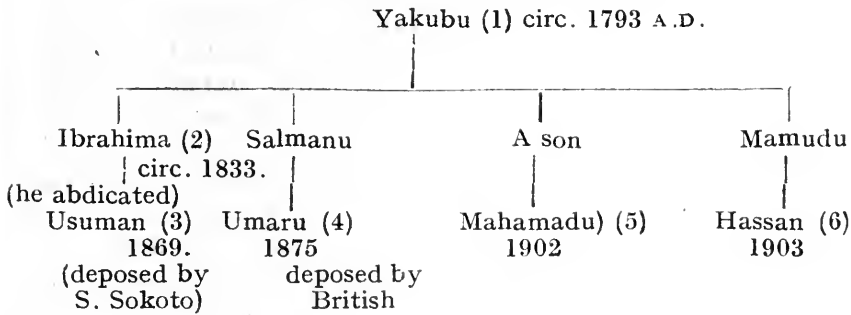 Yakubu (1) circ. 1793 A.D.
Ibrahima (2) Salmanu A son Mamudu
circ. 1833.
(he abdicated)
Usuman (3) Umaru (4) Mahamadu) (5) Hassan (6)
1869. 1875 1902 1903
(deposed by deposed by
S. Sokoto) British